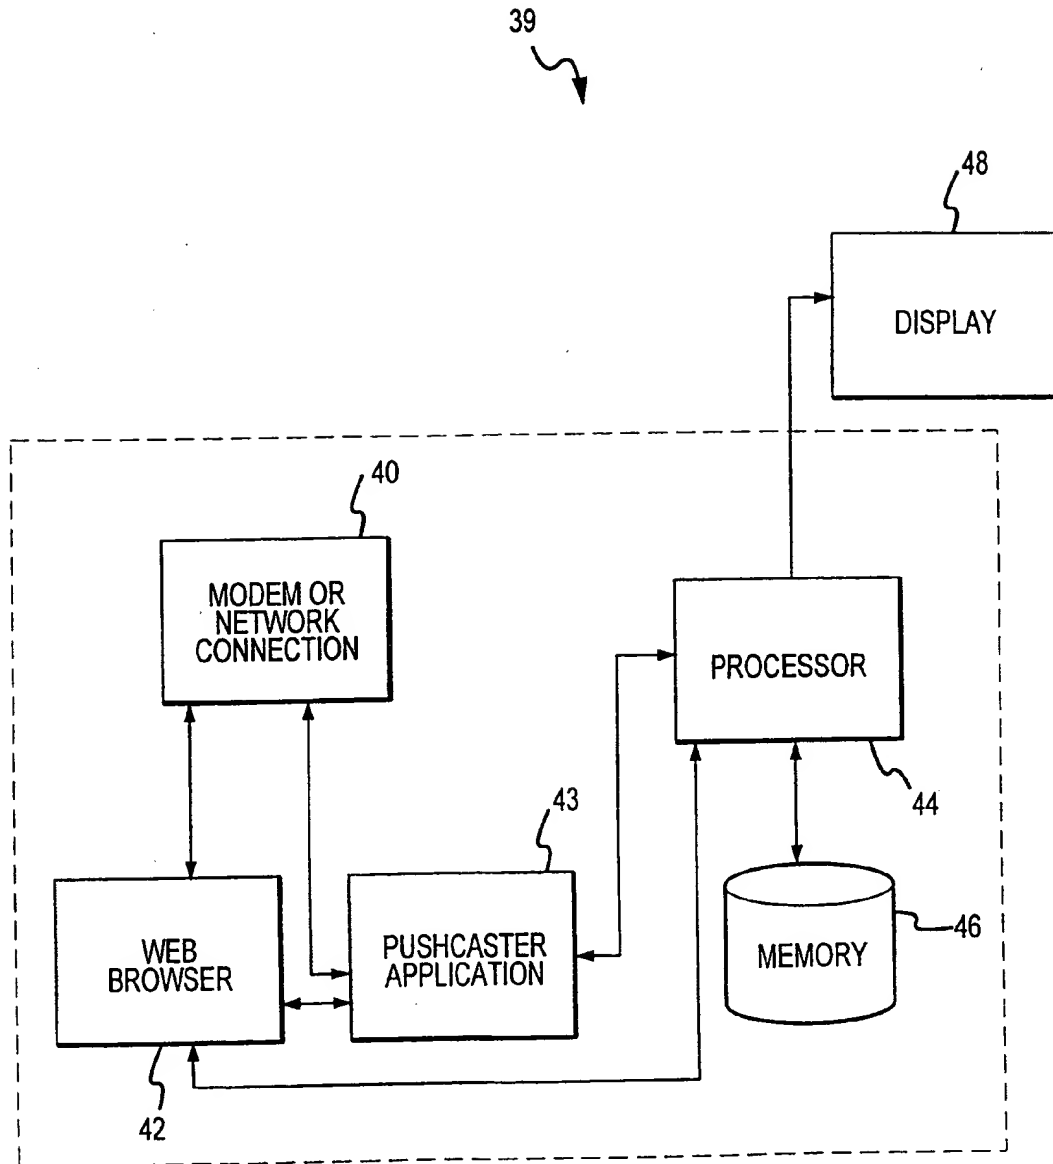 39
48
DISPLAY
40
MODEM OR
NETWORK
CONNECTION
PROCESSOR
44
43
WEB
BROWSER
PUSHCASTER
APPLICATION
MEMORY
46
42